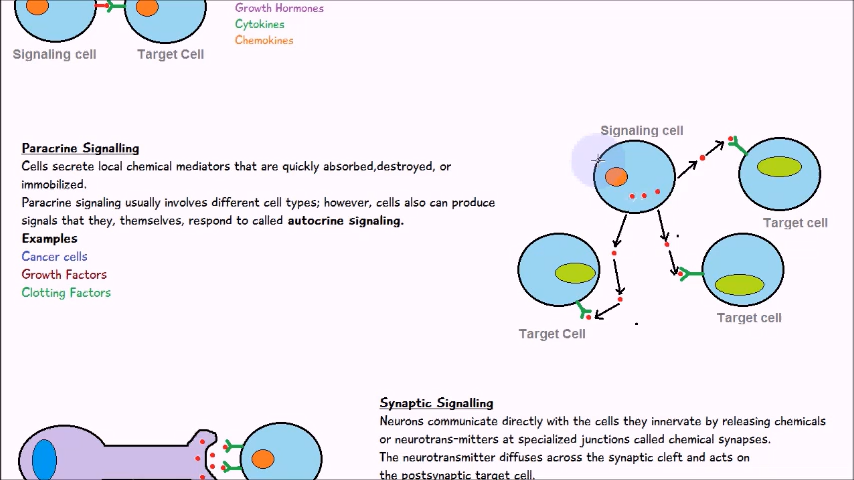 Growth Hormones
Cytokines
Chemokines
Signaling cell
Target Cell
Signaling cell
Paracrine Signalling
Cells secrete local chemical mediators that are quickly absorbed,destroyed, or
immobilized.
Paracrine signaling usually involves different cell types; however, cells also can produce
signals that they, themselves, respond to called autocrine signaling.
Examples
Cancer cells
Growth Factors
Clotting Factors
Target cell
Target cell
Target Cell
Synaptic Signalling
Neurons communicate directly with the cells they innervate by releasing chemicals
or neurotrans-mitters at specialized junctions called chemical synapses.
The neurotransmitter diffuses across the synaptic cleft and acts on
the postsynaptic target cell.